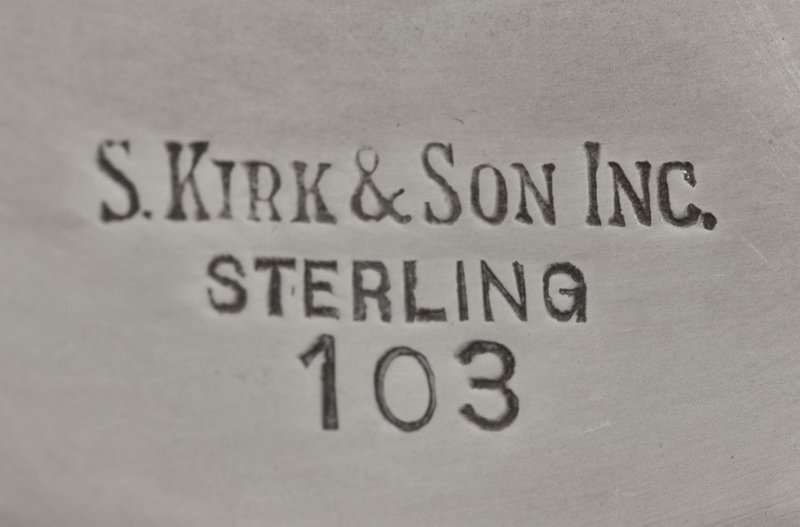 S. KIRK & SON INC.
STERLING
103